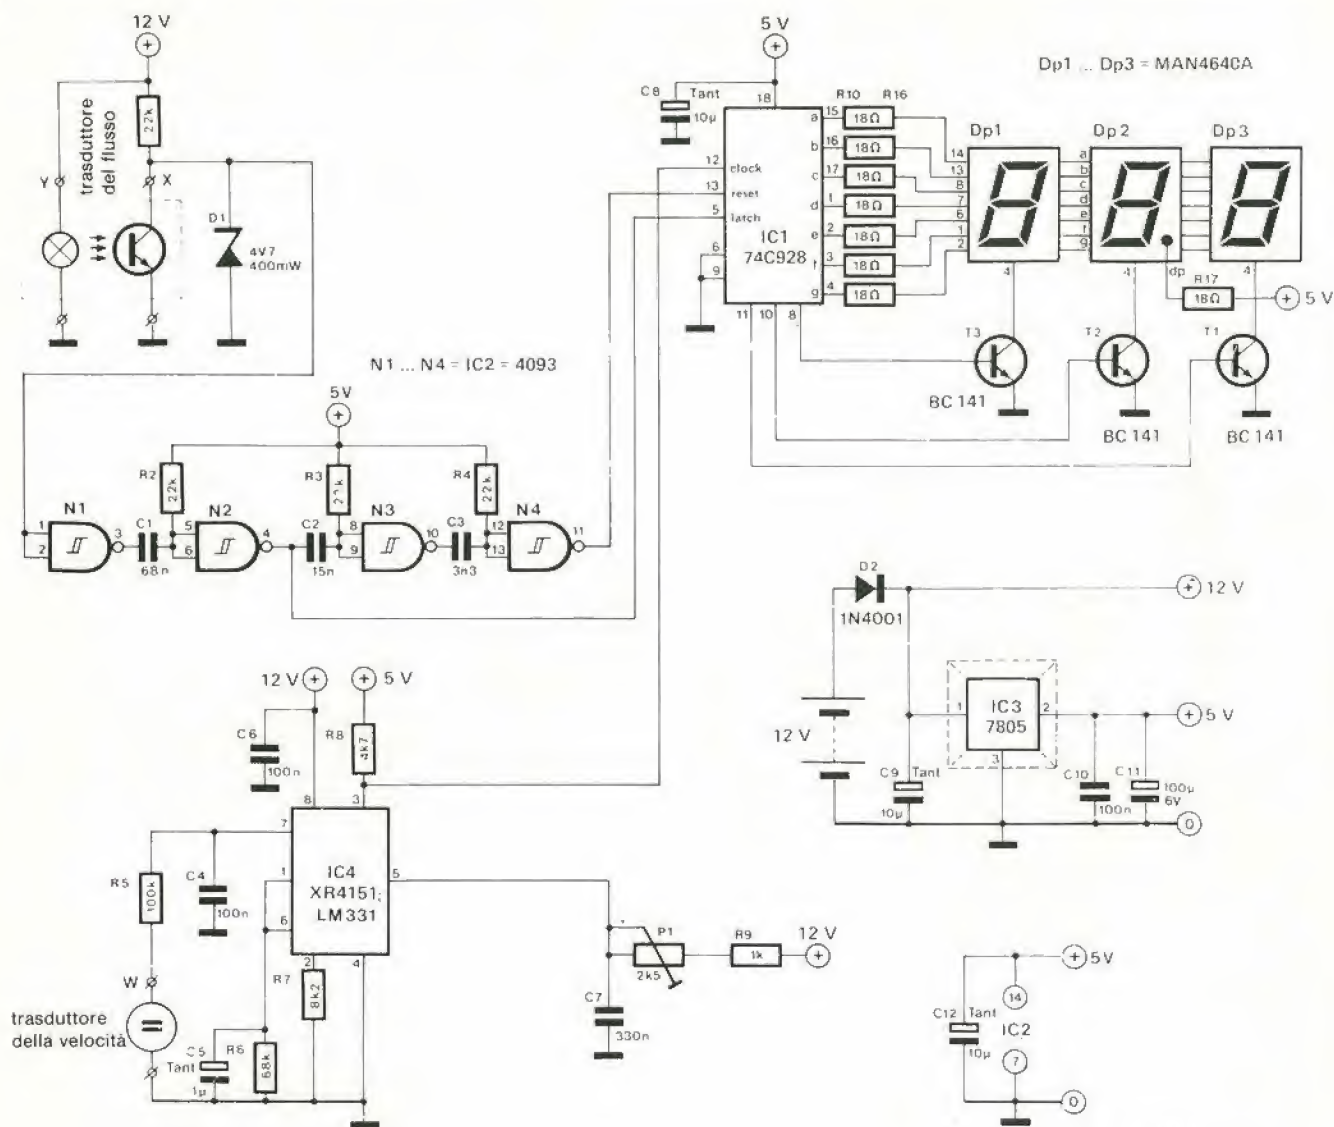 12 V
22k
trasduttore
del flusso
Y
X
D1
4V7
400mW
N1 ... N4 = IC2 = 4093
5V
R2
22k
R3
22k
R4
22k
N1
1
2
3
C1
68n
N2
5
6
4
C2
15n
N3
8
9
10
C3
3n3
N4
12
13
11
5 V
C8
Tant
10µ
18
12
clock
13
reset
5
latch
6
9
IC1
74C928
a
15
b
16
c
17
d
1
e
2
f
3
g
4
11
10
8
R10
R16
18Ω
18Ω
18Ω
18Ω
18Ω
18Ω
18Ω
Dp1 ... Dp3 = MAN4640A
Dp1
Dp2
Dp3
14
13
8
7
6
1
2
a
b
c
d
e
f
g
4
4
dp
4
R17
18Ω
5 V
T3
BC 141
T2
BC 141
T1
BC 141
12 V
5 V
C6
100n
R8
4k7
8
3
7
1
6
5
2
4
IC4
XR4151;
LM331
R5
100k
C4
100n
W
trasduttore
della velocità
C5
Tant
1µ
R6
68k
R7
8k2
P1
2k5
R9
1k
12 V
C7
330n
D2
1N4001
12 V
12 V
1
IC3
7805
2
3
5 V
C9
Tant
10µ
C10
100n
C11
100µ
6V
0
5V
14
C12
Tant
10µ
IC2
7
0